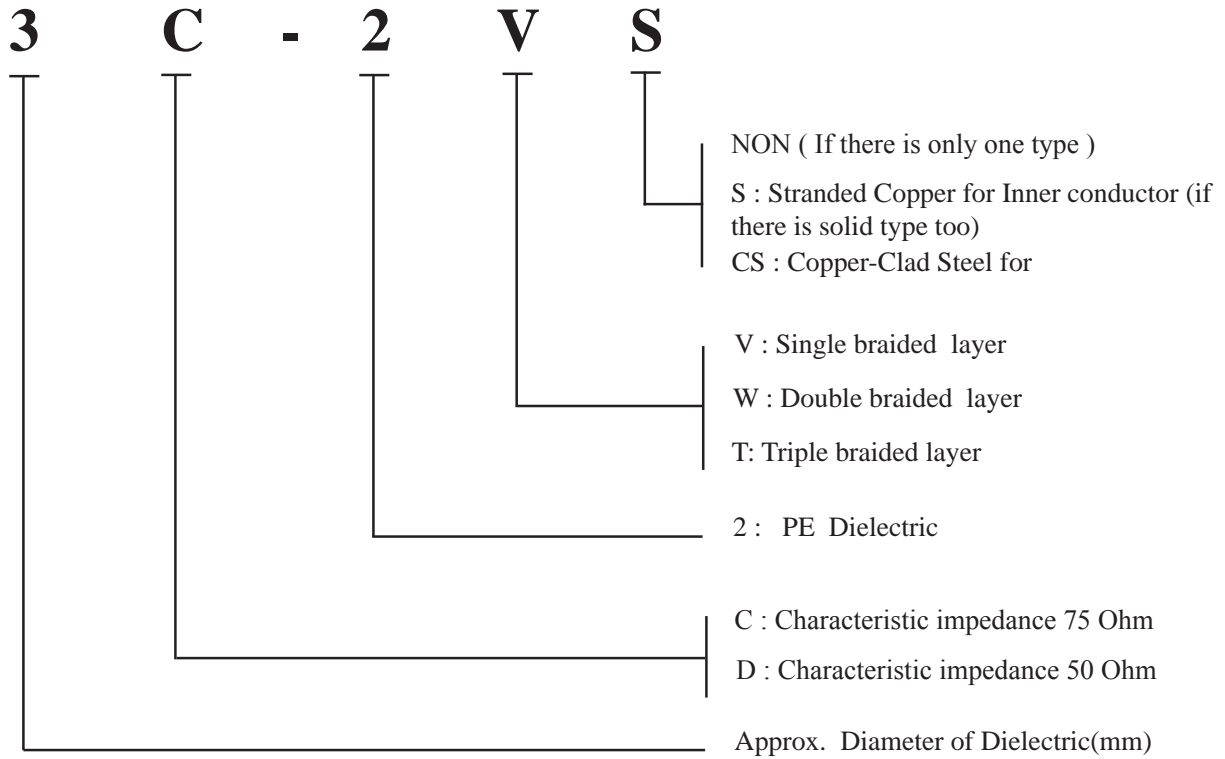 3 C - 2 V S
NON ( If there is only one type )
S : Stranded Copper for Inner conductor (if
there is solid type too)
CS : Copper-Clad Steel for
V : Single braided layer
W : Double braided layer
T: Triple braided layer
2 : PE Dielectric
C : Characteristic impedance 75 Ohm
D : Characteristic impedance 50 Ohm
Approx. Diameter of Dielectric(mm)